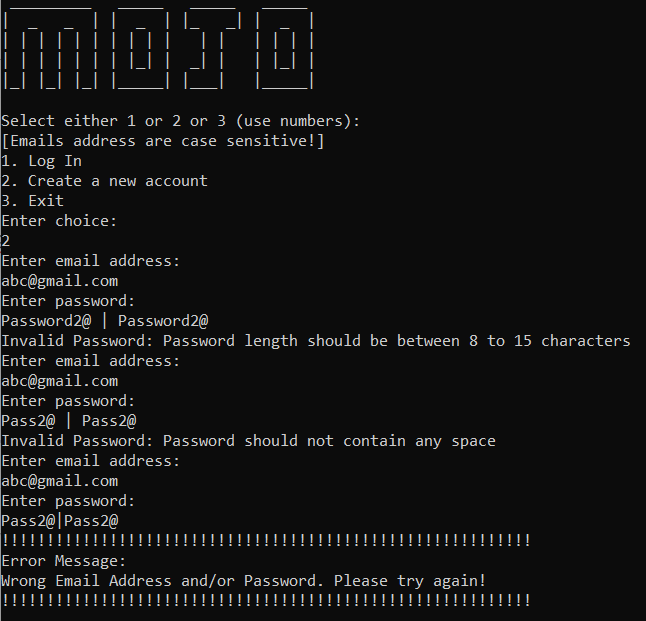 MOJO
Select either 1 or 2 or 3 (use numbers):
[Emails address are case sensitive!]
1. Log In
2. Create a new account
3. Exit
Enter choice:
2
Enter email address:
abc@gmail.com
Enter password:
Password2@ | Password2@
Invalid Password: Password length should be between 8 to 15 characters
Enter email address:
abc@gmail.com
Enter password:
Pass2@ | Pass2@
Invalid Password: Password should not contain any space
Enter email address:
abc@gmail.com
Enter password:
Pass2@|Pass2@
!!!!!!!!!!!!!!!!!!!!!!!!!!!!!!!!!!!!!!!!!!!!!!!!!!!!!!!!!!!
Error Message:
Wrong Email Address and/or Password. Please try again!
!!!!!!!!!!!!!!!!!!!!!!!!!!!!!!!!!!!!!!!!!!!!!!!!!!!!!!!!!!!